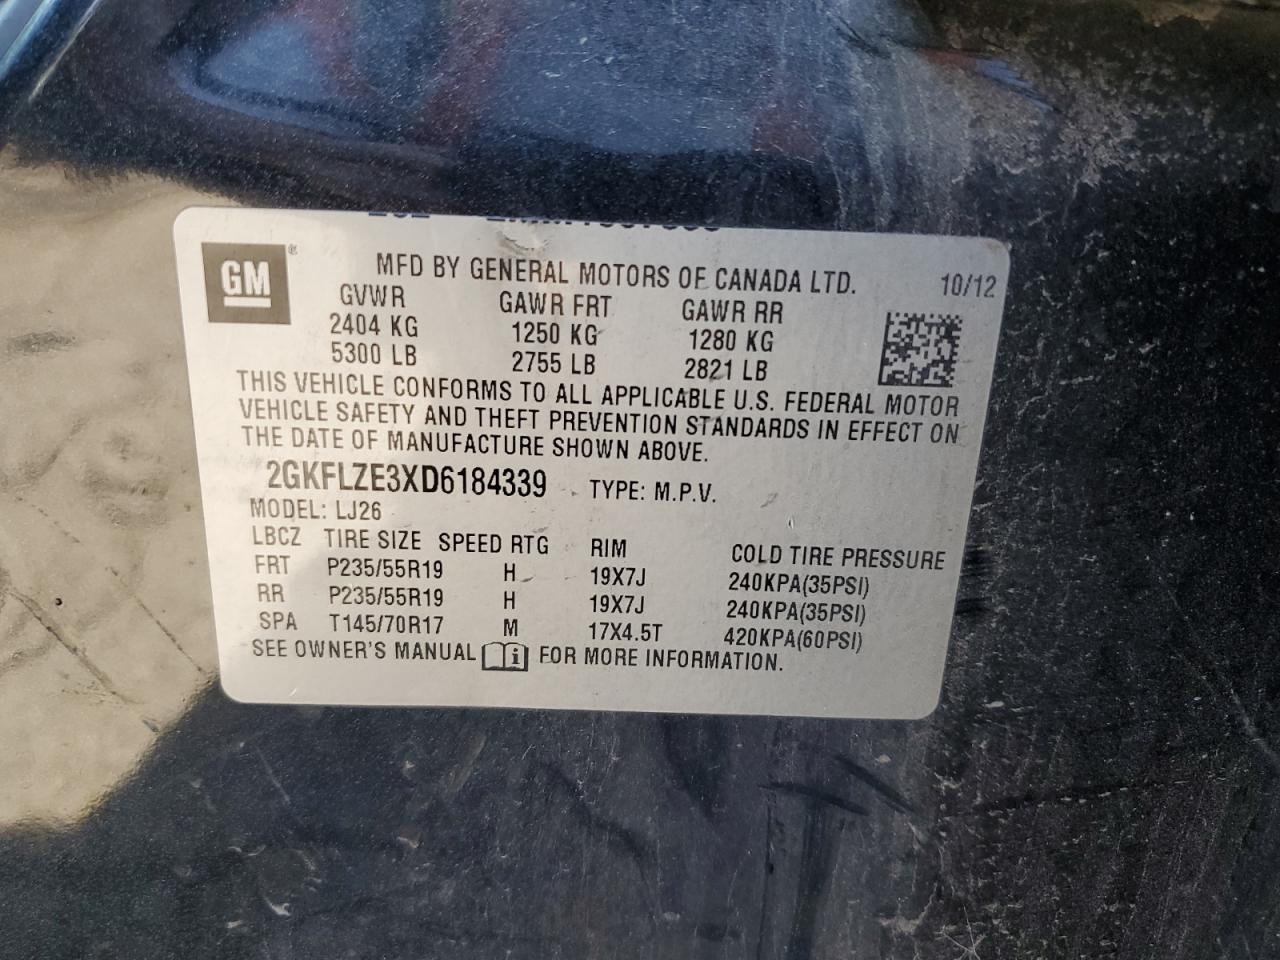 GM ®
MFD BY GENERAL MOTORS OF CANADA LTD. 10/12
GVWR GAWR FRT GAWR RR
2404 KG 1250 KG 1280 KG
5300 LB 2755 LB 2821 LB
THIS VEHICLE CONFORMS TO ALL APPLICABLE U.S. FEDERAL MOTOR
VEHICLE SAFETY AND THEFT PREVENTION STANDARDS IN EFFECT ON
THE DATE OF MANUFACTURE SHOWN ABOVE.
2GKFLZE3XD6184339 TYPE: M.P.V.
MODEL: LJ26
LBCZ TIRE SIZE SPEED RTG RIM COLD TIRE PRESSURE
FRT P235/55R19 H 19X7J 240KPA(35PSI)
RR P235/55R19 H 19X7J 240KPA(35PSI)
SPA T145/70R17 M 17X4.5T 420KPA(60PSI)
SEE OWNER'S MANUAL i FOR MORE INFORMATION.